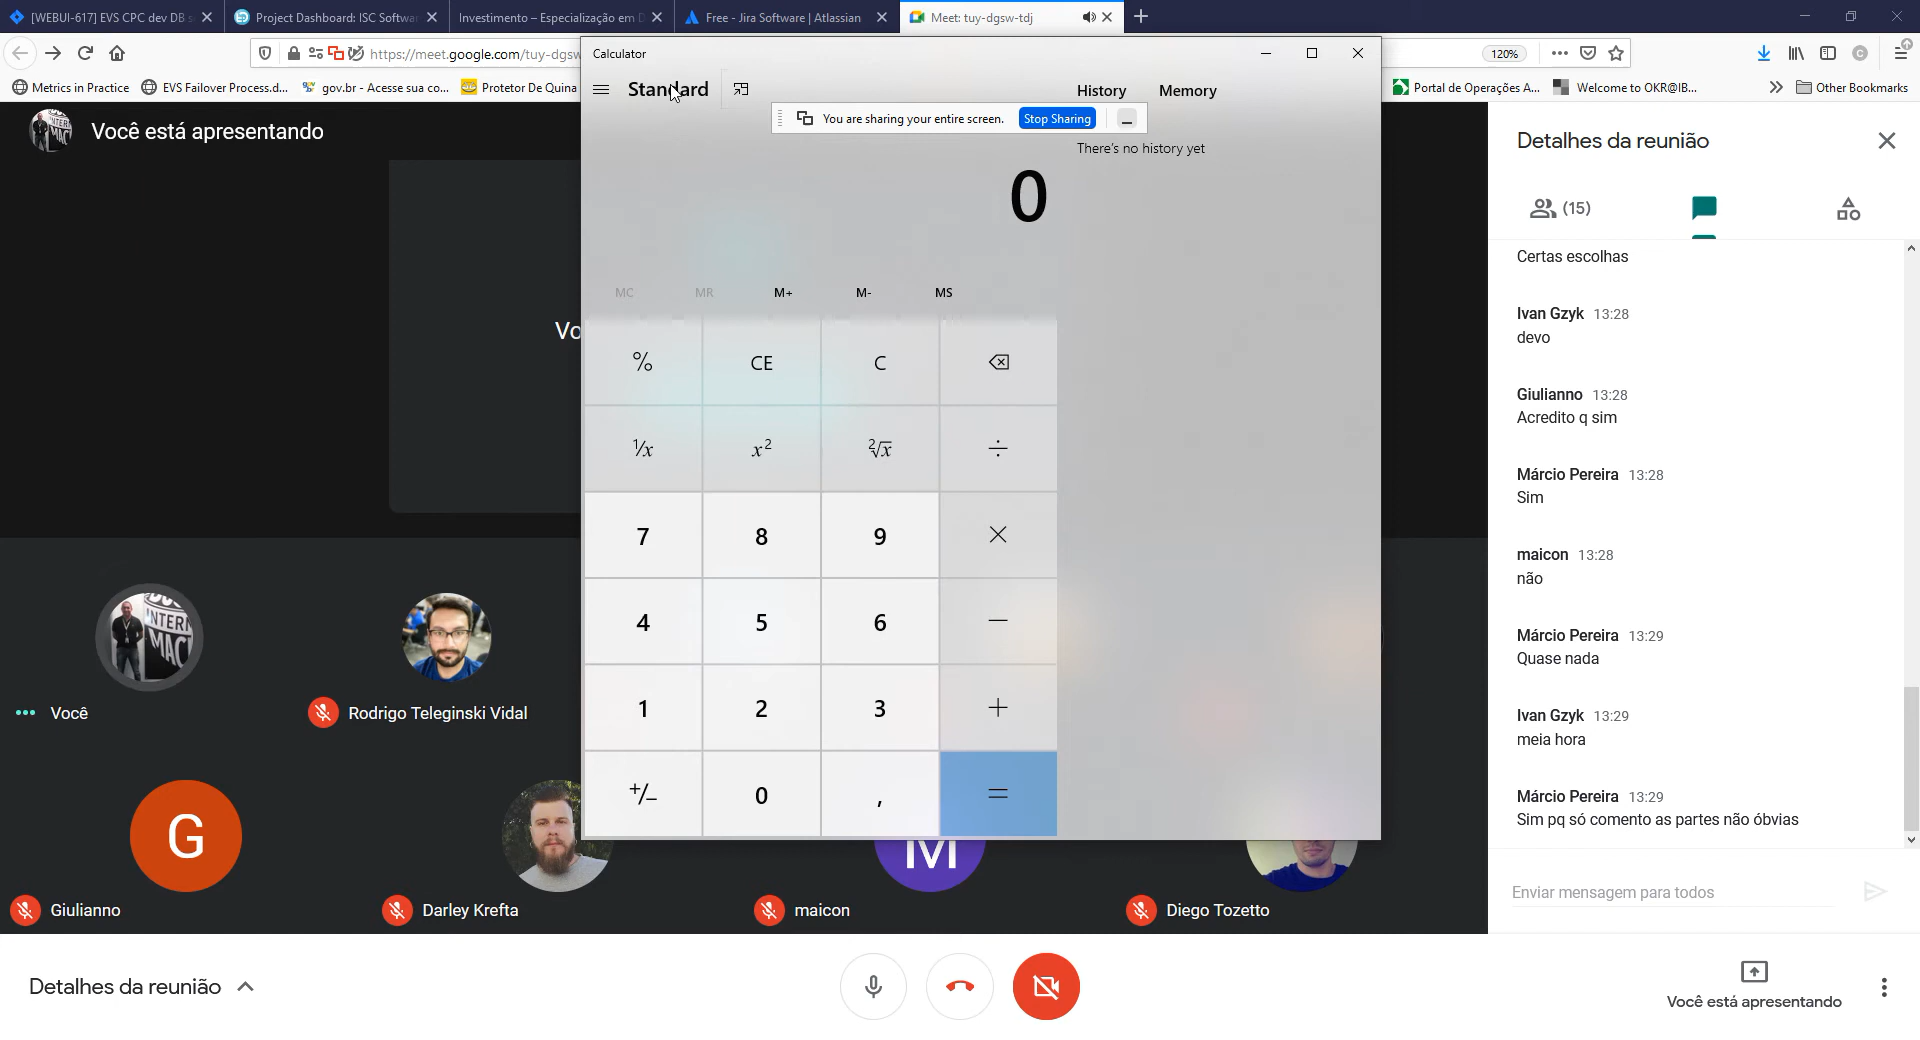 [WEBUI-617] EVS CPC dev DB s
Project Dashboard: ISC Softwa
Investimento – Especialização em D
Free - Jira Software | Atlassian
Meet: tuy-dgsw-tdj
https://meet.google.com/tuy-dgsw
120%
Metrics in Practice
EVS Failover Process.d...
gov.br - Acesse sua co...
Protetor De Quina
Portal de Operações A...
Welcome to OKR@IB...
Other Bookmarks
Você está apresentando
Calculator
Standard
History
Memory
You are sharing your entire screen.
Stop Sharing
There's no history yet
0
MC
MR
M+
M-
MS
%
CE
C
1/x
x²
²√x
÷
7
8
9
×
4
5
6
−
1
2
3
+
+/−
0
,
=
Vo
Você
Rodrigo Teleginski Vidal
G
Giulianno
Darley Krefta
M
maicon
Diego Tozetto
Detalhes da reunião
(15)
Certas escolhas
Ivan Gzyk 13:28
devo
Giulianno 13:28
Acredito q sim
Márcio Pereira 13:28
Sim
maicon 13:28
não
Márcio Pereira 13:29
Quase nada
Ivan Gzyk 13:29
meia hora
Márcio Pereira 13:29
Sim pq só comento as partes não óbvias
Enviar mensagem para todos
Detalhes da reunião
Você está apresentando